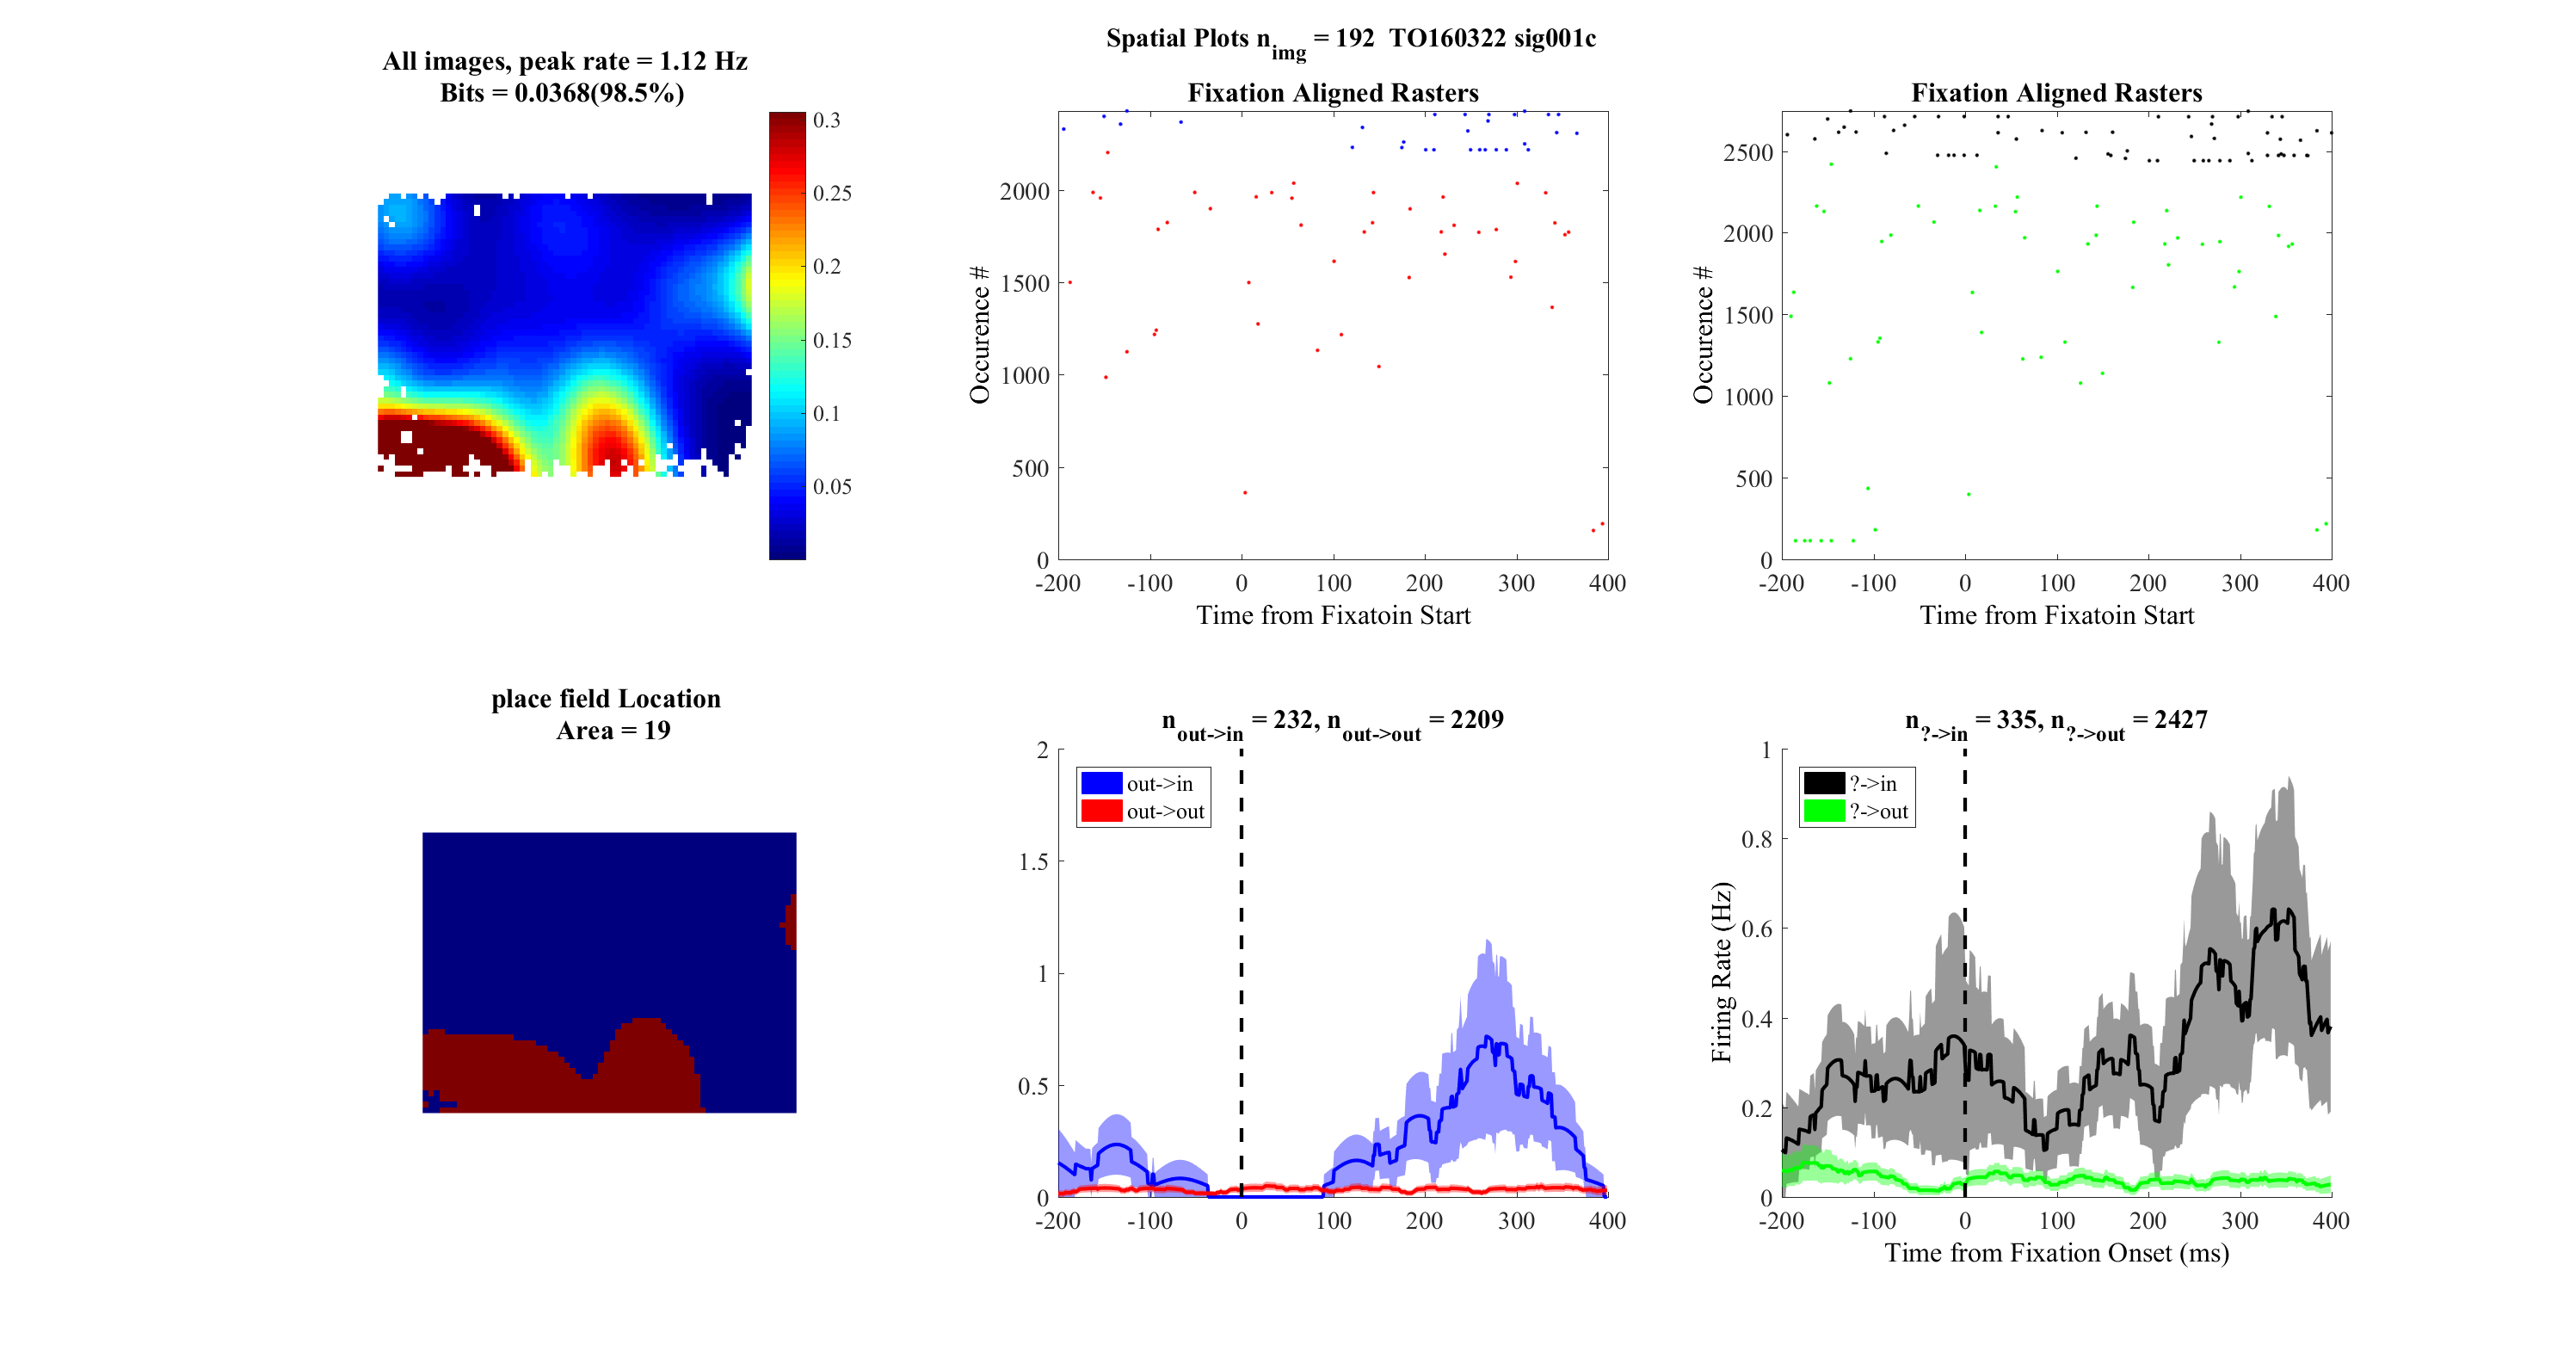 Spatial Plots n_img = 192 TO160322 sig001c
All images, peak rate = 1.12 Hz
Bits = 0.0368(98.5%)
0.3
0.25
0.2
0.15
0.1
0.05
Fixation Aligned Rasters
Occurence #
2000
1500
1000
500
0
-200 -100 0 100 200 300 400
Time from Fixatoin Start
Fixation Aligned Rasters
Occurence #
2500
2000
1500
1000
500
0
-200 -100 0 100 200 300 400
Time from Fixatoin Start
place field Location
Area = 19
n_out->in = 232, n_out->out = 2209
2
1.5
1
0.5
0
out->in
out->out
-200 -100 0 100 200 300 400
n_?->in = 335, n_?->out = 2427
Firing Rate (Hz)
1
0.8
0.6
0.4
0.2
0
?->in
?->out
-200 -100 0 100 200 300 400
Time from Fixation Onset (ms)